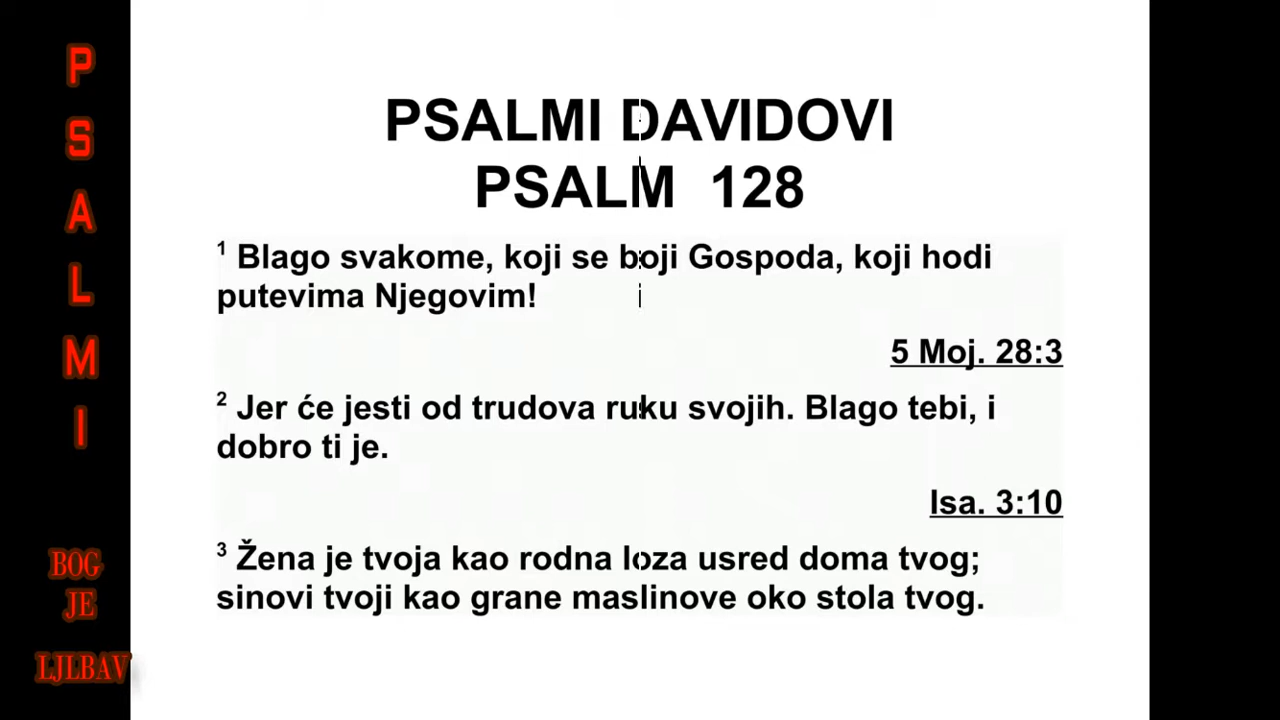 PSALMI
BOG
JE
LJLBAV
PSALMI DAVIDOVI
PSALM 128
1 Blago svakome, koji se boji Gospoda, koji hodi
putevima Njegovim!
5 Moj. 28:3
2 Jer će jesti od trudova ruku svojih. Blago tebi, i
dobro ti je.
Isa. 3:10
3 Žena je tvoja kao rodna loza usred doma tvog;
sinovi tvoji kao grane maslinove oko stola tvog.